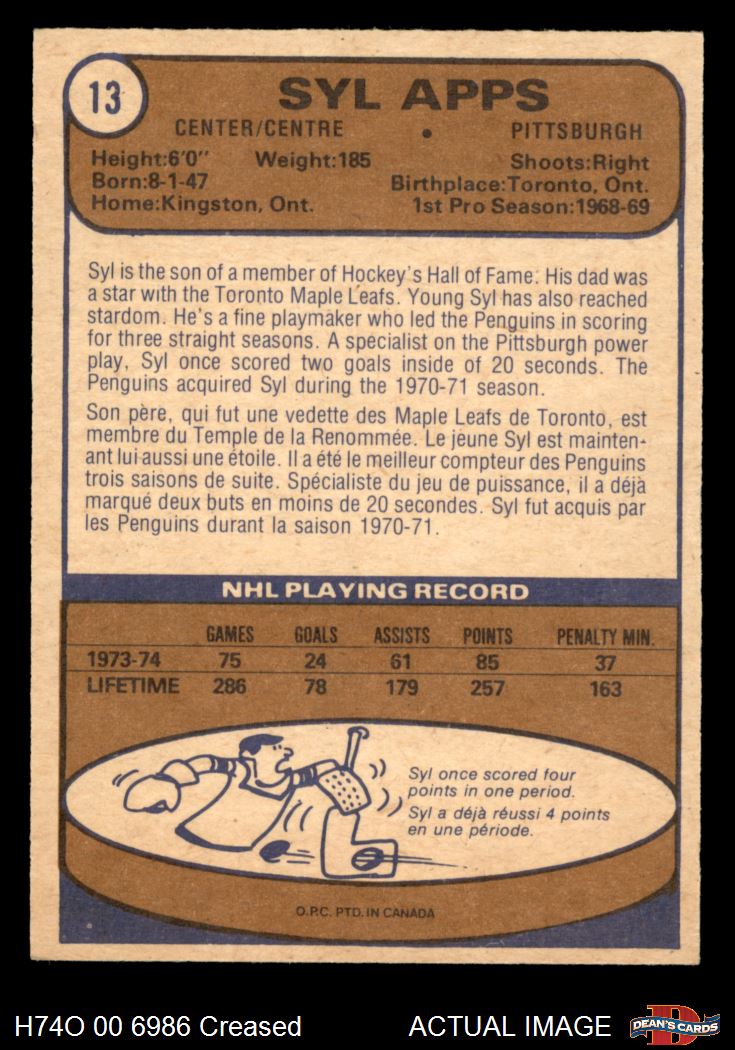 13
SYL APPS
CENTER/CENTRE • PITTSBURGH
Height:6'0" Weight:185 Shoots:Right
Born:8-1-47 Birthplace:Toronto, Ont.
Home:Kingston, Ont. 1st Pro Season:1968-69
Syl is the son of a member of Hockey's Hall of Fame. His dad was
a star with the Toronto Maple Leafs. Young Syl has also reached
stardom. He's a fine playmaker who led the Penguins in scoring
for three straight seasons. A specialist on the Pittsburgh power
play, Syl once scored two goals inside of 20 seconds. The
Penguins acquired Syl during the 1970-71 season.
Son père, qui fut une vedette des Maple Leafs de Toronto, est
membre du Temple de la Renommée. Le jeune Syl est mainten-
ant lui aussi une étoile. Il a été le meilleur compteur des Penguins
trois saisons de suite. Spécialiste du jeu de puissance, il a déjà
marqué deux buts en moins de 20 secondes. Syl fut acquis par
les Penguins durant la saison 1970-71.
NHL PLAYING RECORD
GAMES GOALS ASSISTS POINTS PENALTY MIN.
1973-74 75 24 61 85 37
LIFETIME 286 78 179 257 163
Syl once scored four
points in one period.
Syl a déjà réussi 4 points
en une période.
O.P.C. PTD. IN CANADA
H74O 00 6986 Creased ACTUAL IMAGE
DEAN'S CARDS